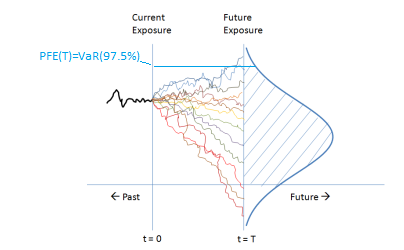 Current
Exposure
Future
Exposure
PFE(T)=VaR(97.5%)
← Past
Future →
t = 0
t = T